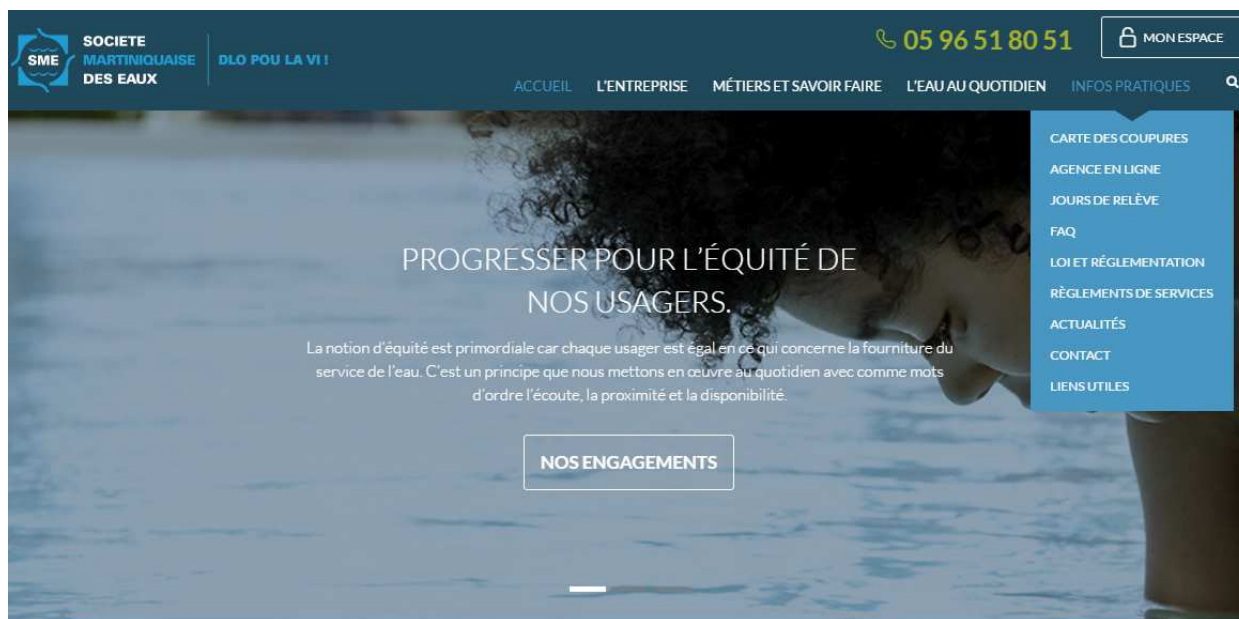 SME
SOCIETE
MARTINIQUAISE
DES EAUX
DLO POU LA VI !
05 96 51 80 51
MON ESPACE
ACCUEIL L'ENTREPRISE MÉTIERS ET SAVOIR FAIRE L'EAU AU QUOTIDIEN INFOS PRATIQUES
CARTE DES COUPURES
AGENCE EN LIGNE
JOURS DE RELÈVE
FAQ
LOI ET RÉGLEMENTATION
RÈGLEMENTS DE SERVICES
ACTUALITÉS
CONTACT
LIENS UTILES
PROGRESSER POUR L'ÉQUITÉ DE
NOS USAGERS.
La notion d'équité est primordiale car chaque usager est égal en ce qui concerne la fourniture du
service de l'eau. C'est un principe que nous mettons en œuvre au quotidien avec comme mots
d'ordre l'écoute, la proximité et la disponibilité.
NOS ENGAGEMENTS